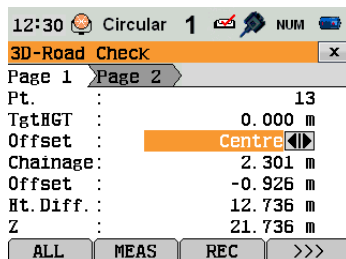 12:30 Circular 1 NUM
3D-Road Check x
Page 1 Page 2
Pt. : 13
TgtHGT : 0.000 m
Offset : Centre
Chainage: 2.301 m
Offset : -0.926 m
Ht.Diff.: 12.736 m
Z : 21.736 m
ALL MEAS REC >>>